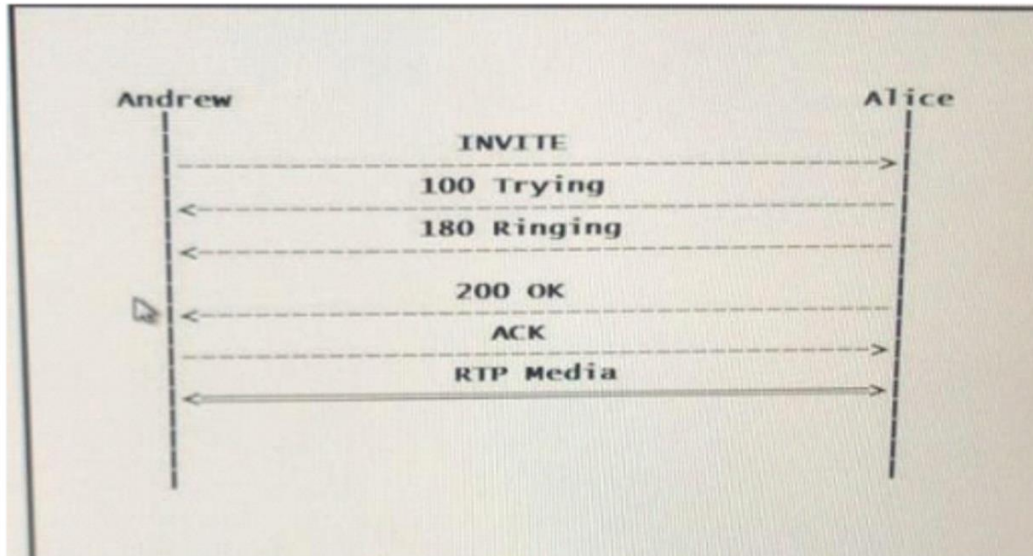 Andrew Alice
INVITE
100 Trying
180 Ringing
200 OK
ACK
RTP Media